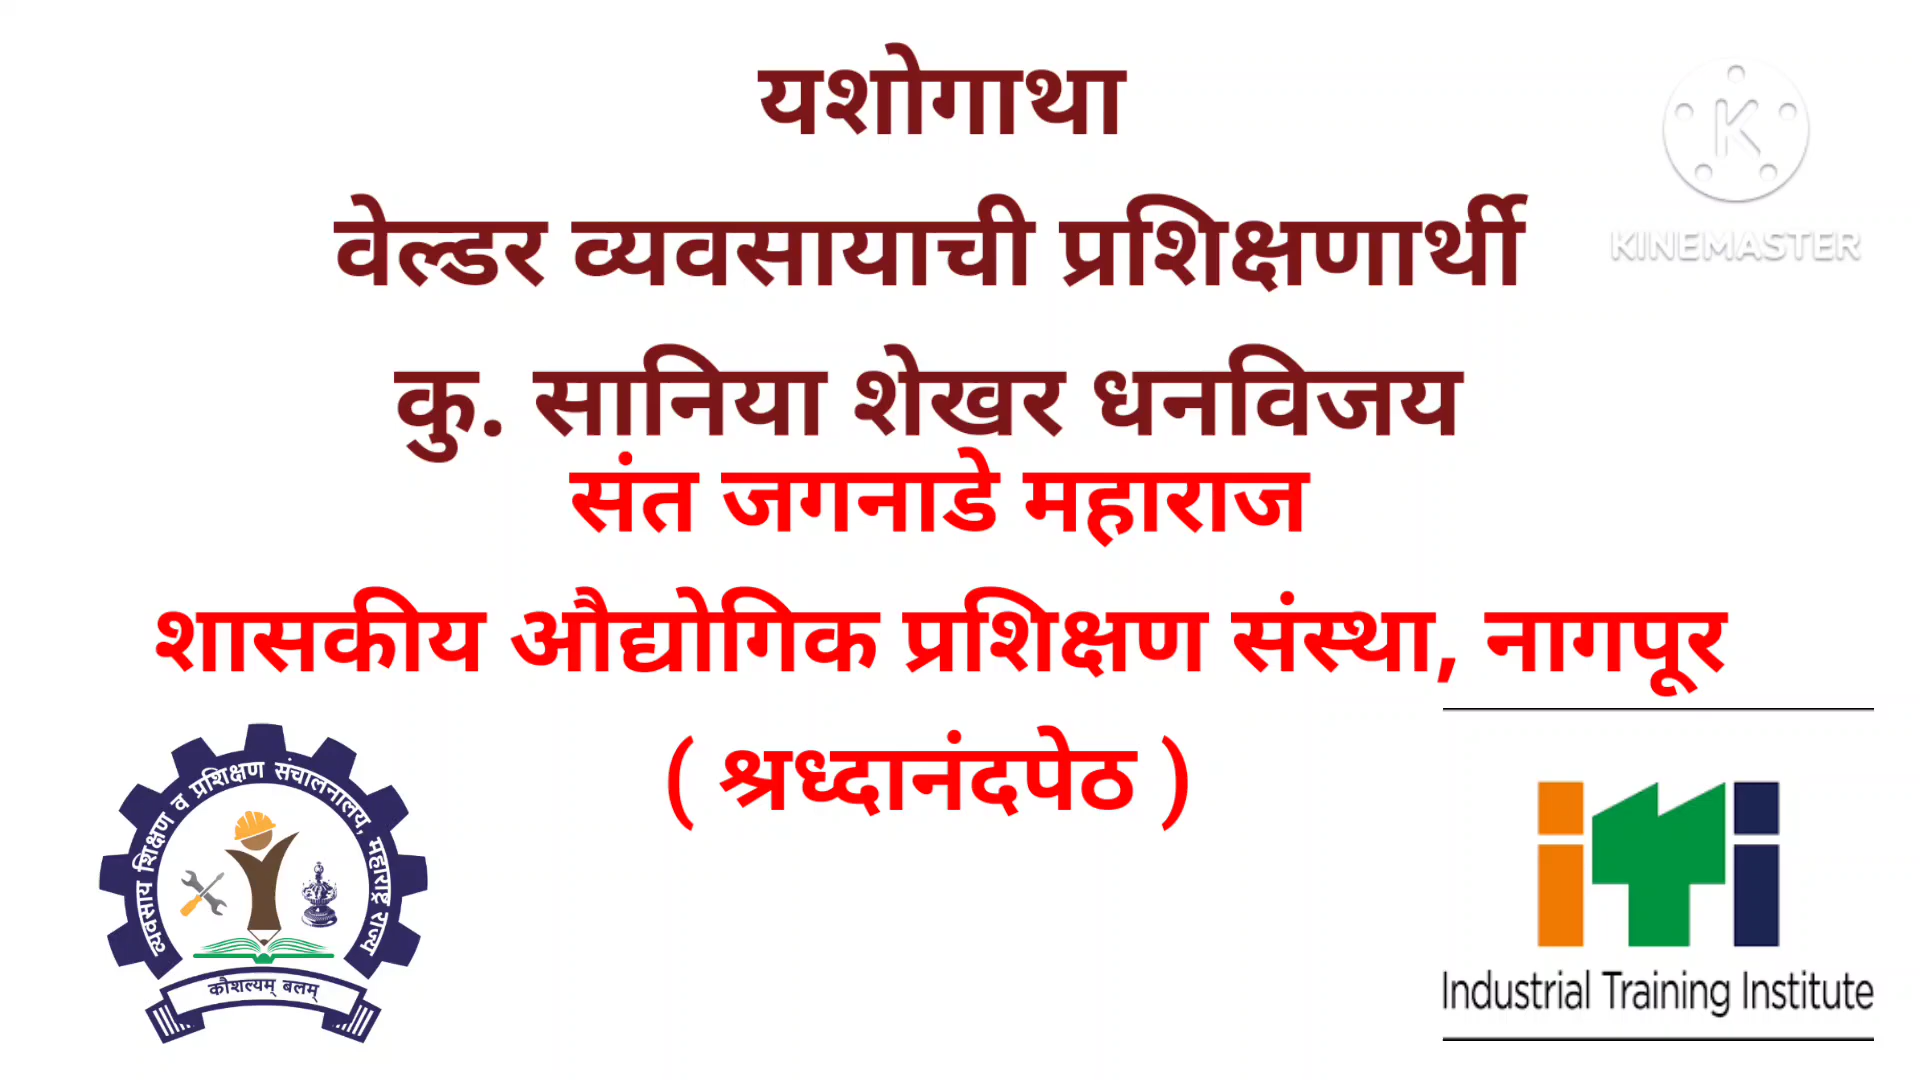 यशोगाथा
वेल्डर व्यवसायाची प्रशिक्षणार्थी
कु. सानिया शेखर धनविजय
संत जगनाडे महाराज
शासकीय औद्योगिक प्रशिक्षण संस्था, नागपूर
( श्रध्दानंदपेठ )
K
KINEMASTER
व्यवसाय शिक्षण व प्रशिक्षण संचालनालय, महाराष्ट्र राज्य
कौशल्यम् बलम्
iTi
Industrial Training Institute